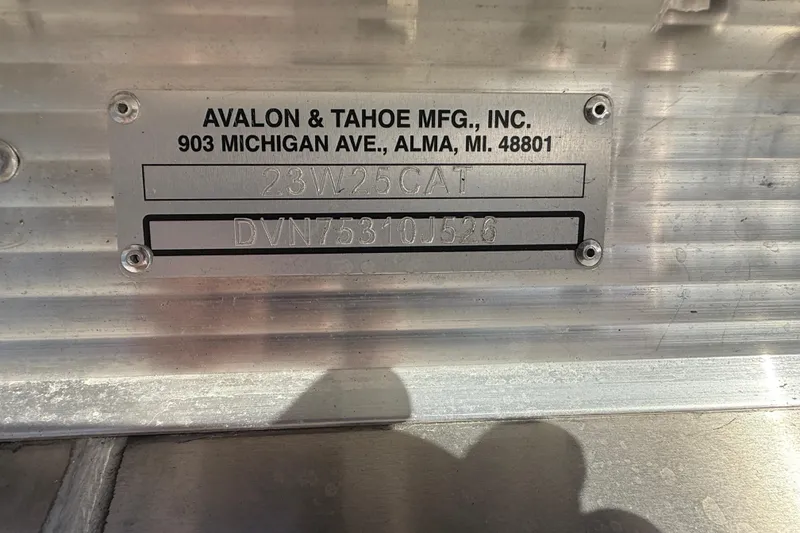 AVALON & TAHOE MFG., INC.
903 MICHIGAN AVE., ALMA, MI. 48801
23W25CAT
DVN75310J526